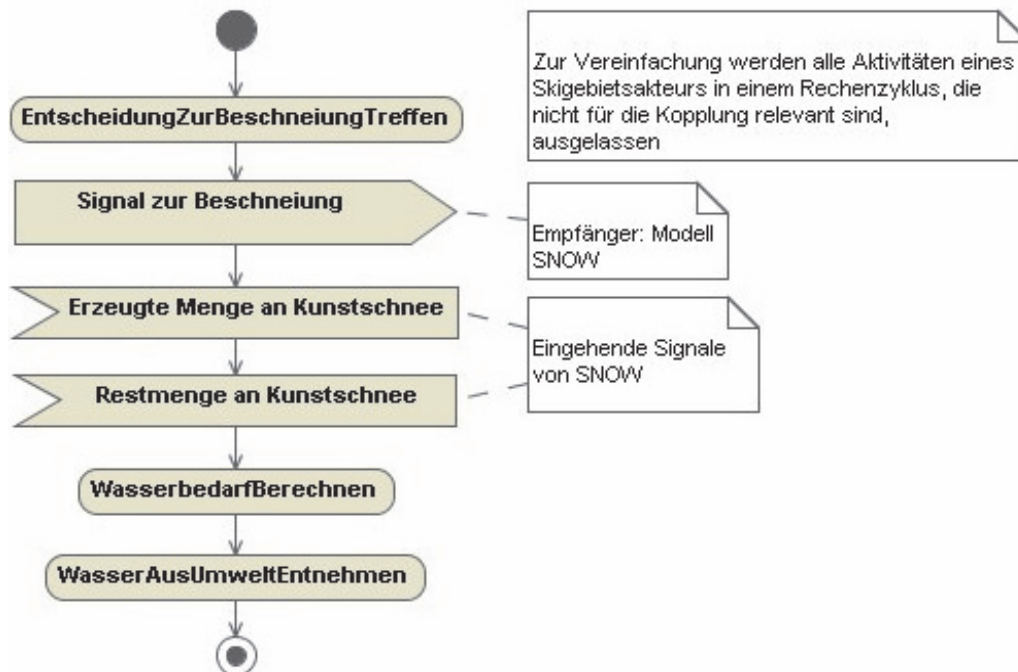 Zur Vereinfachung werden alle Aktivitäten eines
Skigebietsakteurs in einem Rechenzyklus, die
nicht für die Kopplung relevant sind,
ausgelassen
EntscheidungZurBeschneiungTreffen
Signal zur Beschneiung
Empfänger: Modell
SNOW
Erzeugte Menge an Kunstschnee
Eingehende Signale
von SNOW
Restmenge an Kunstschnee
WasserbedarfBerechnen
WasserAusUmweltEntnehmen